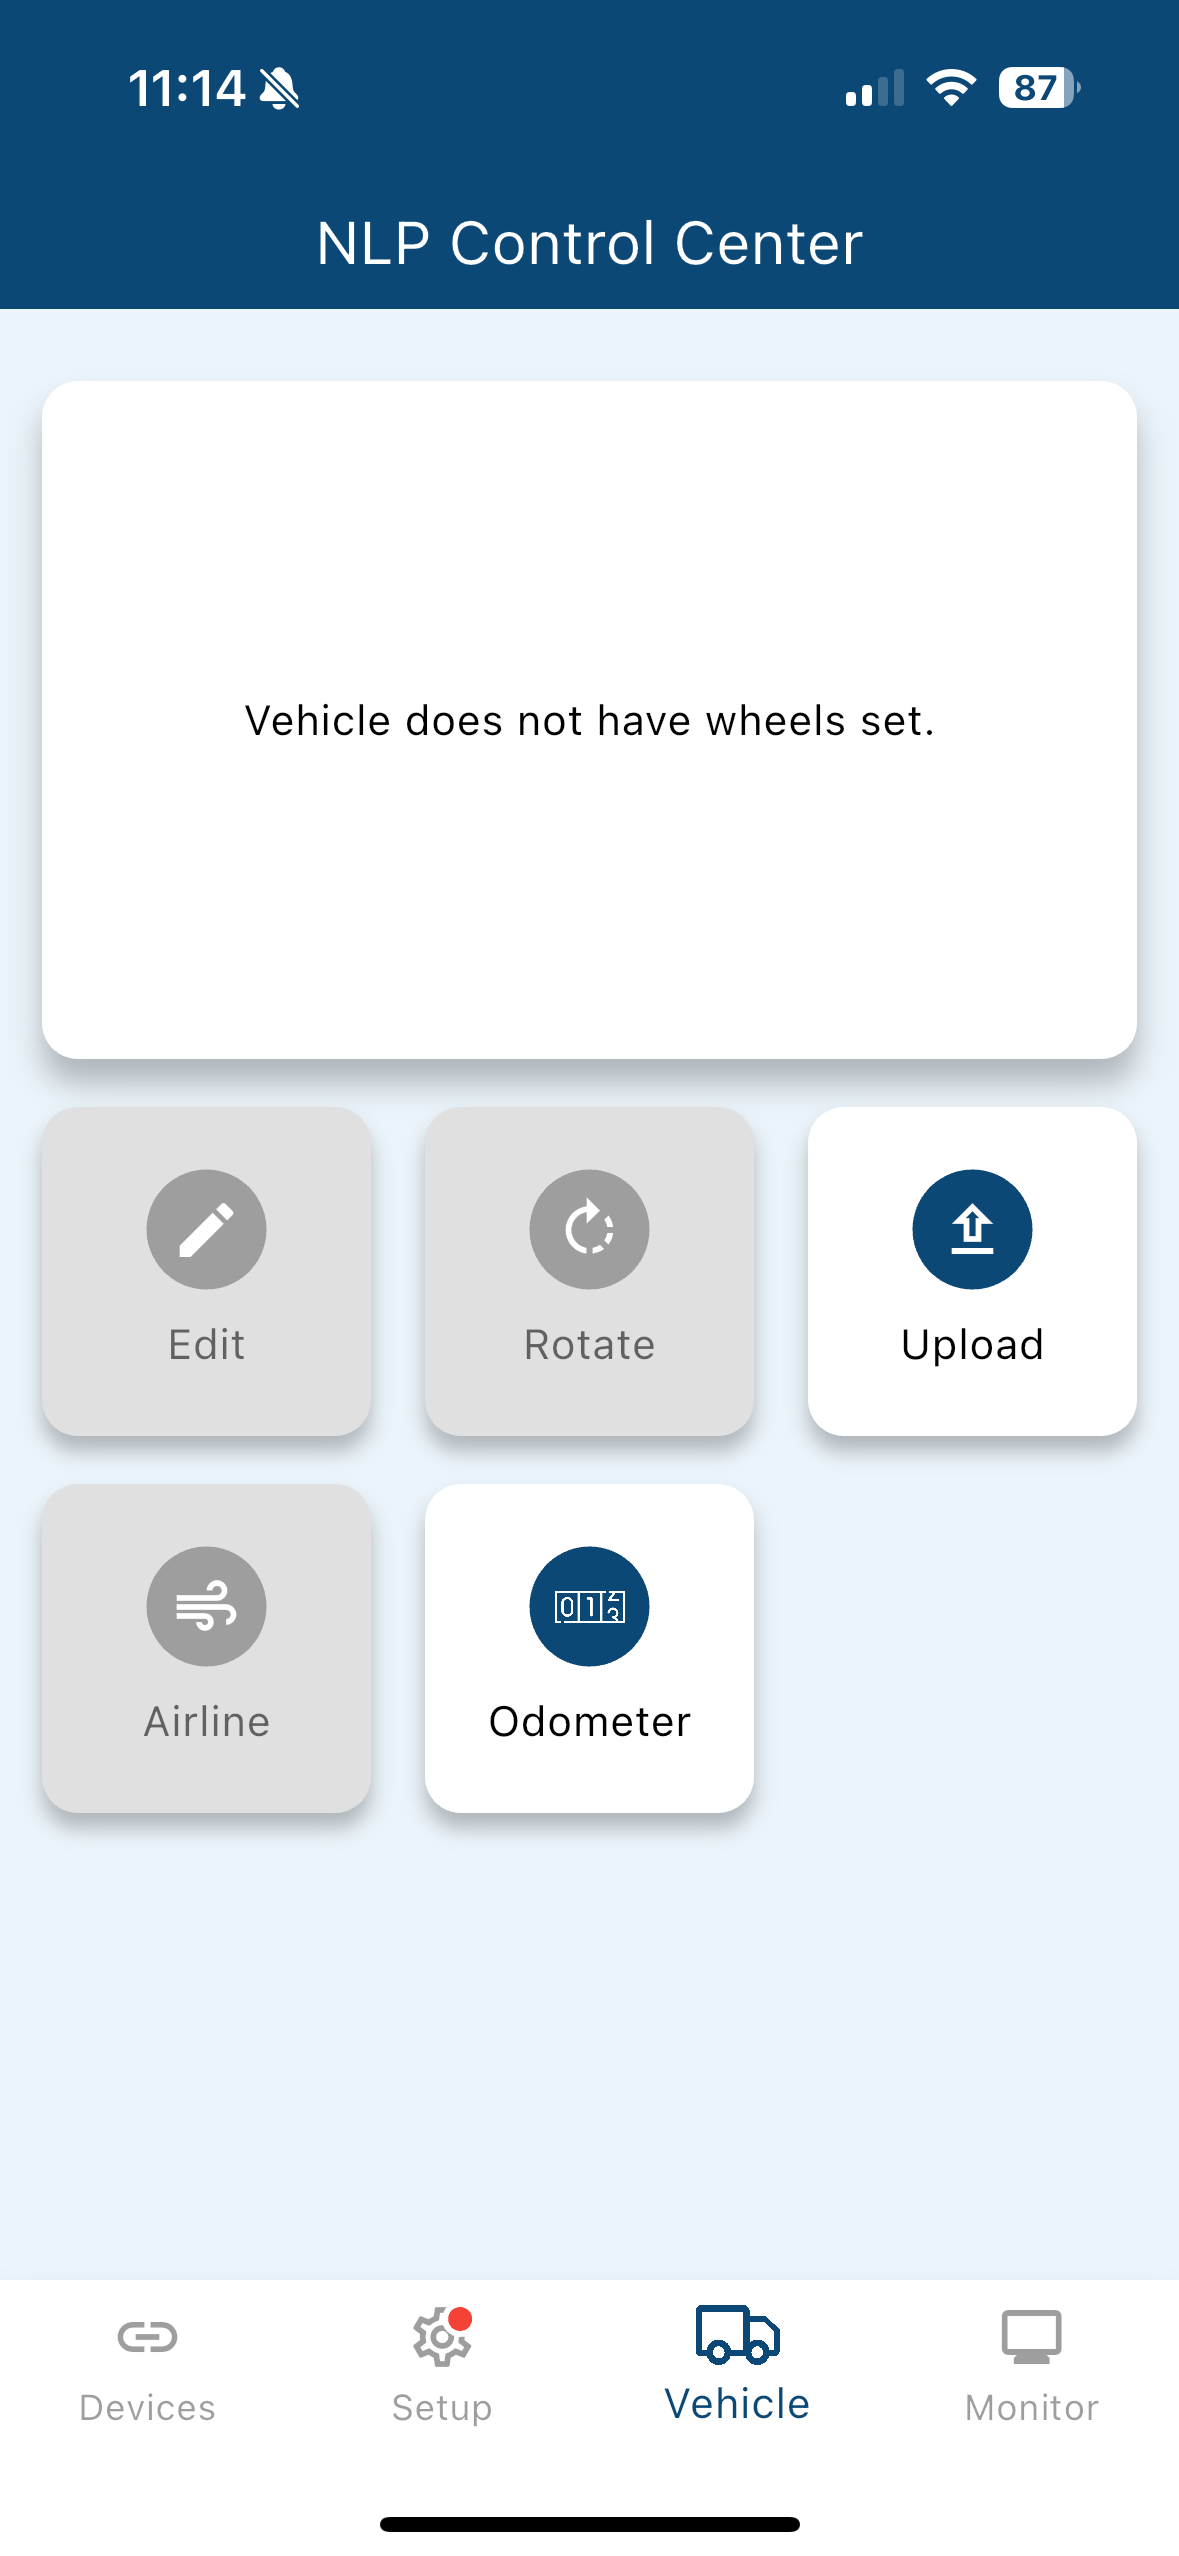 11:14
87
NLP Control Center
Vehicle does not have wheels set.
Edit
Rotate
Upload
Airline
Odometer
Devices
Setup
Vehicle
Monitor